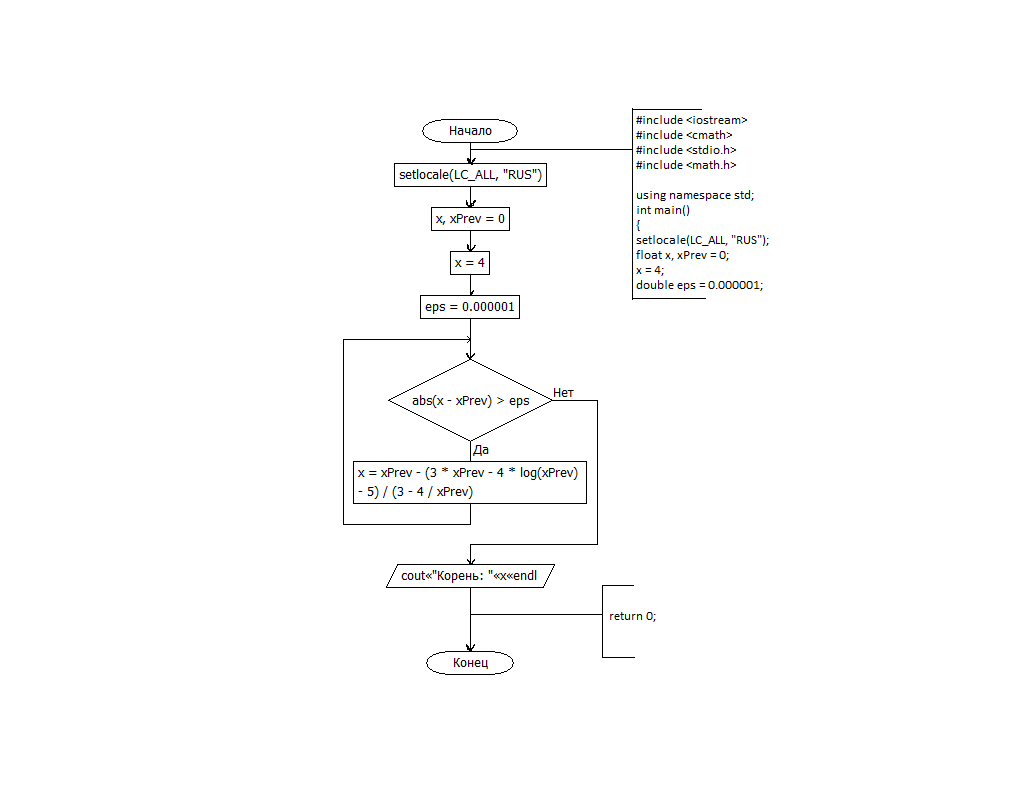 Начало
#include <iostream>
#include <cmath>
#include <stdio.h>
#include <math.h>
using namespace std;
int main()
{
setlocale(LC_ALL, "RUS");
float x, xPrev = 0;
x = 4;
double eps = 0.000001;
setlocale(LC_ALL, "RUS")
x, xPrev = 0
x = 4
eps = 0.000001
abs(x - xPrev) > eps
Нет
Да
x = xPrev - (3 * xPrev - 4 * log(xPrev)
- 5) / (3 - 4 / xPrev)
cout«"Корень: "«x«endl
return 0;
Конец